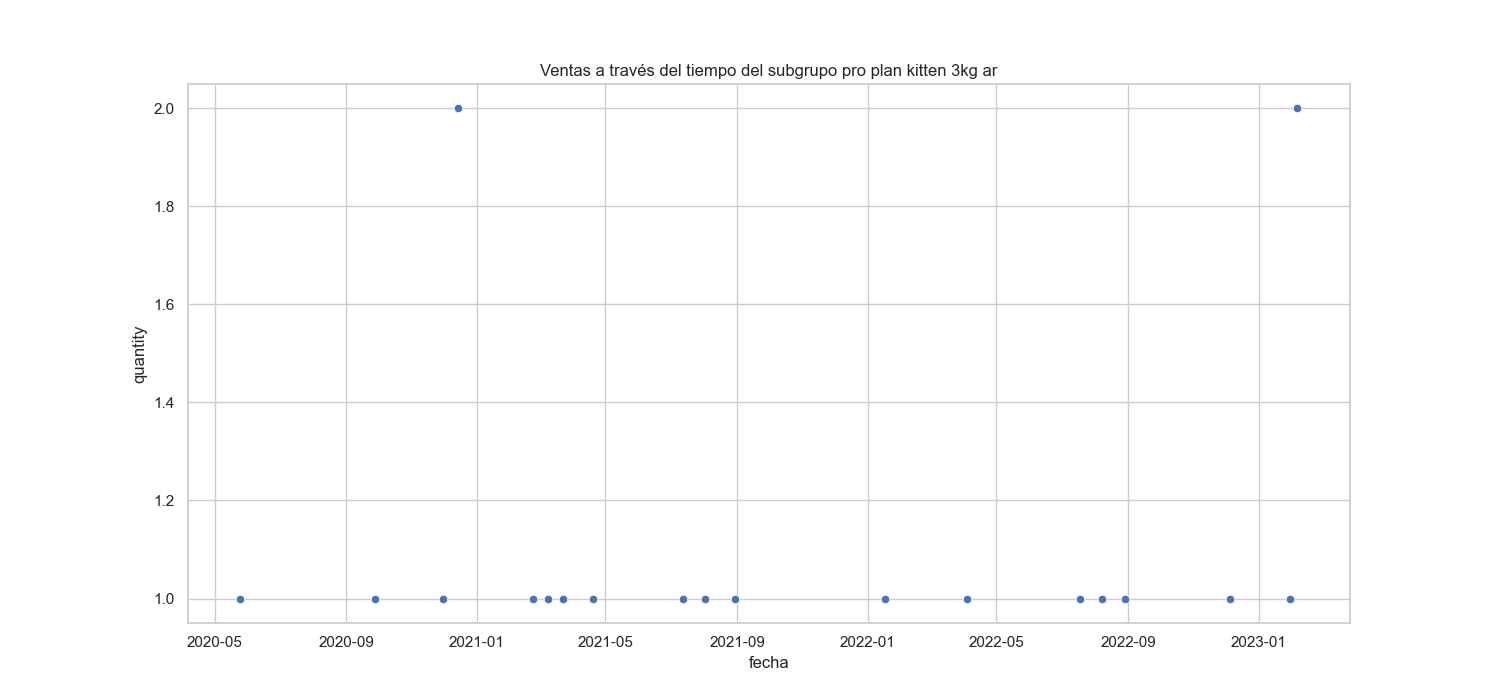 Ventas a través del tiempo del subgrupo pro plan kitten 3kg ar
2.0
1.8
1.6
1.4
1.2
1.0
quantity
2020-05 2020-09 2021-01 2021-05 2021-09 2022-01 2022-05 2022-09 2023-01
fecha